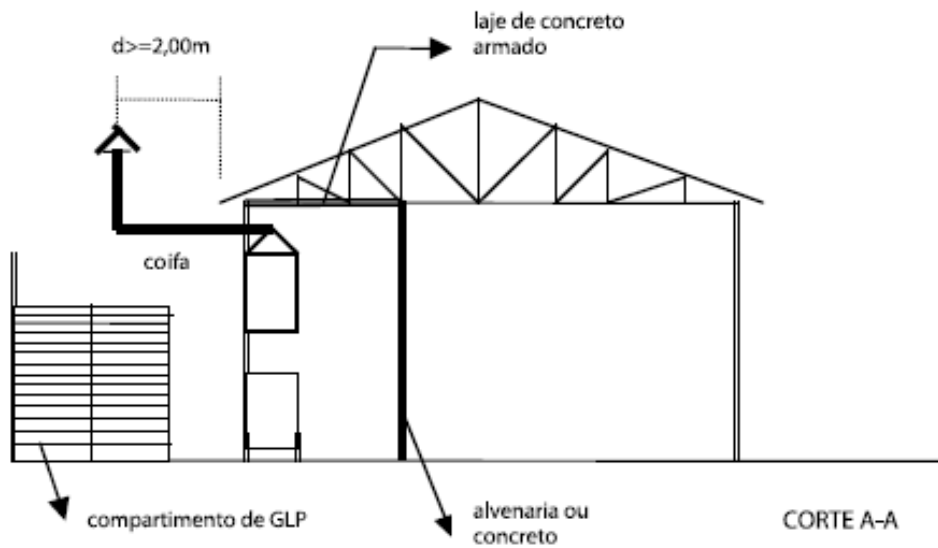 laje de concreto
armado
d>=2,00m
coifa
compartimento de GLP
alvenaria ou
concreto
CORTE A-A